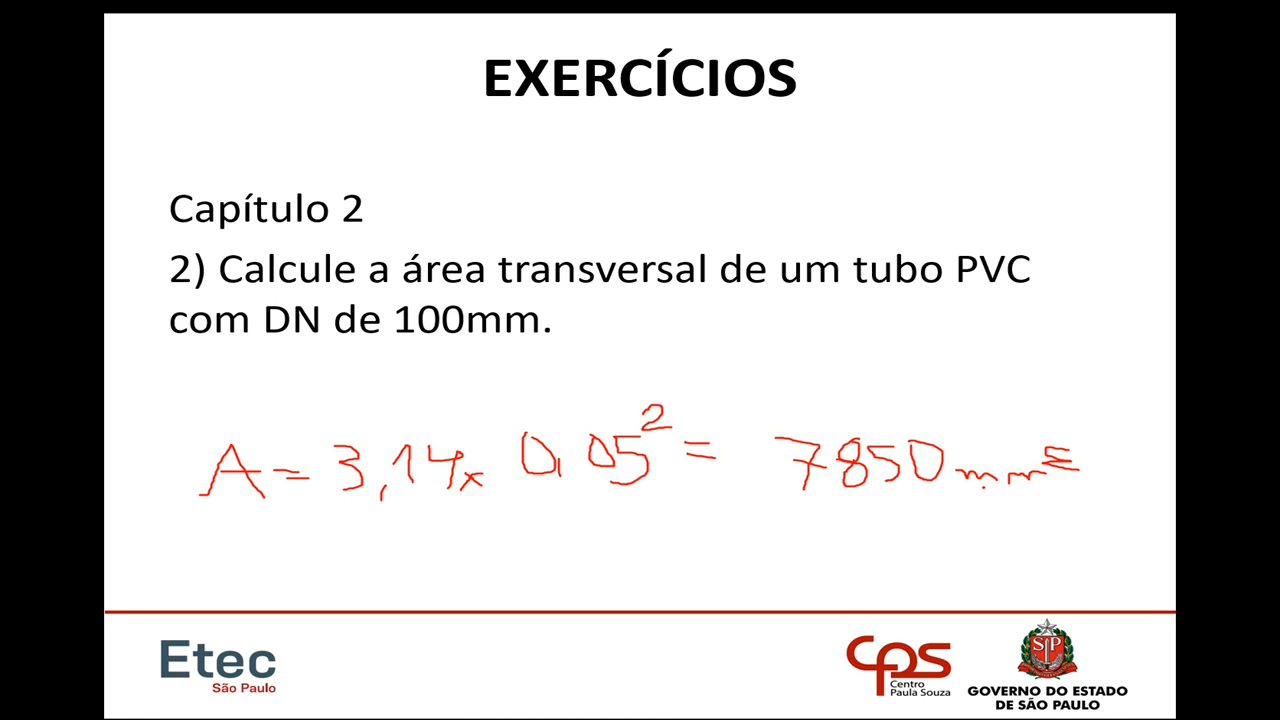 EXERCÍCIOS
Capítulo 2
2) Calcule a área transversal de um tubo PVC
com DN de 100mm.
A = 3,14 x 0,05² = 7850 mm²
Etec
São Paulo
CPS
Centro
Paula Souza
SP
GOVERNO DO ESTADO
DE SÃO PAULO